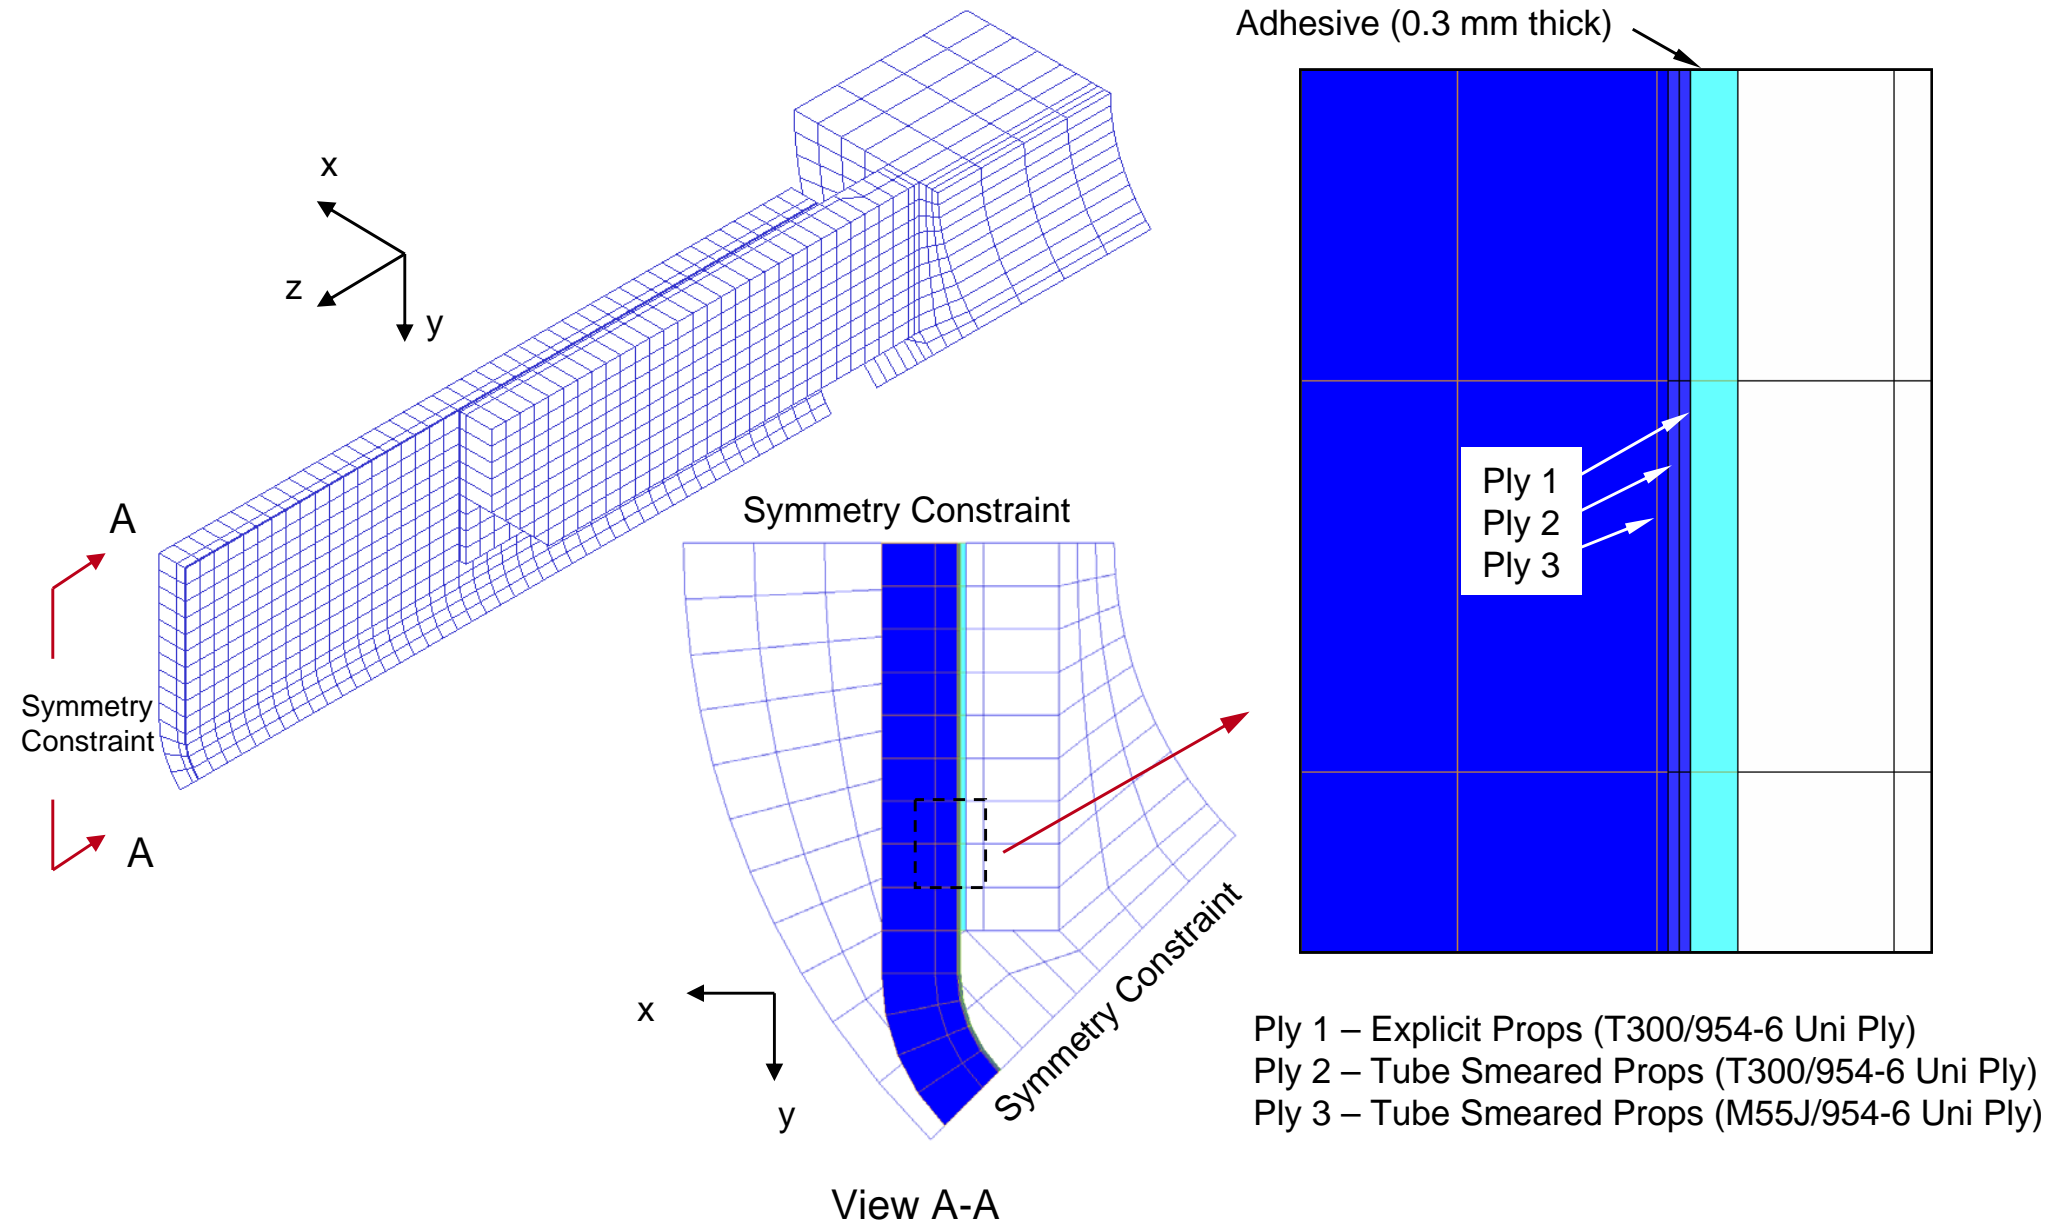 Adhesive (0.3 mm thick)
x
z
y
A
Symmetry
Constraint
A
Symmetry Constraint
Ply 1
Ply 2
Ply 3
Symmetry Constraint
x
y
View A-A
Ply 1 – Explicit Props (T300/954-6 Uni Ply)
Ply 2 – Tube Smeared Props (T300/954-6 Uni Ply)
Ply 3 – Tube Smeared Props (M55J/954-6 Uni Ply)